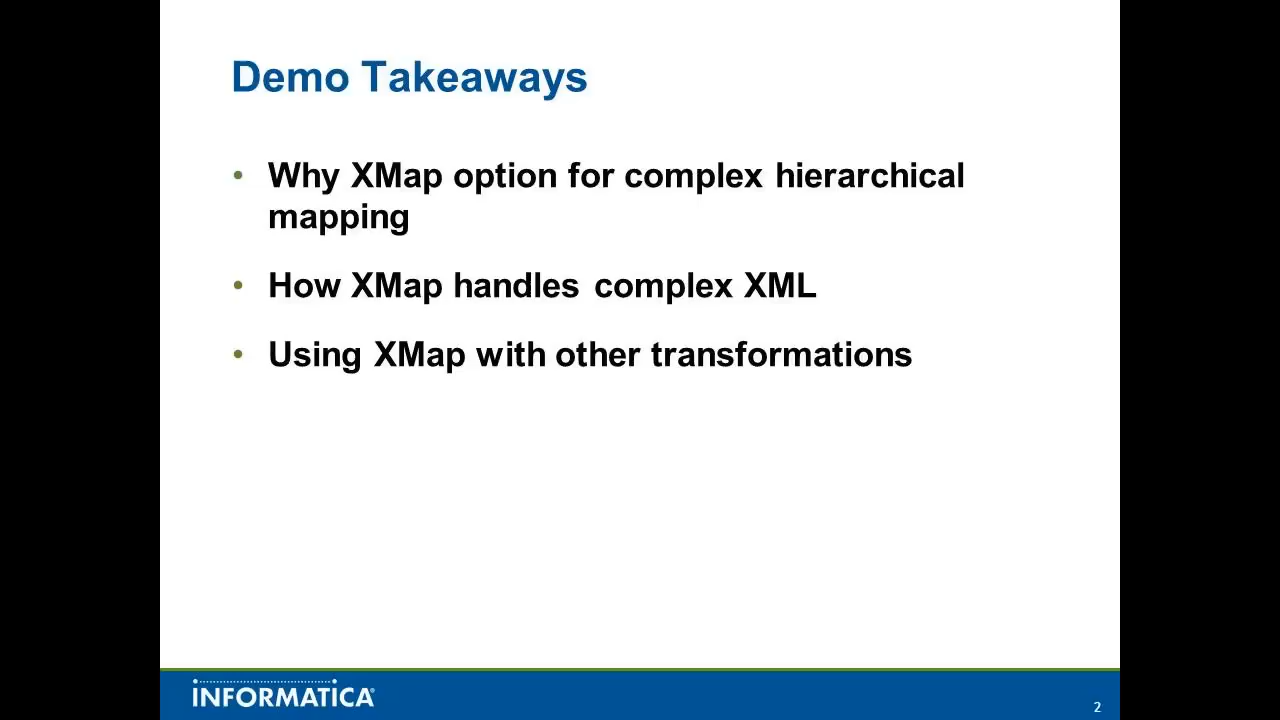 Demo Takeaways
• Why XMap option for complex hierarchical
mapping
• How XMap handles complex XML
• Using XMap with other transformations
INFORMATICA®
2